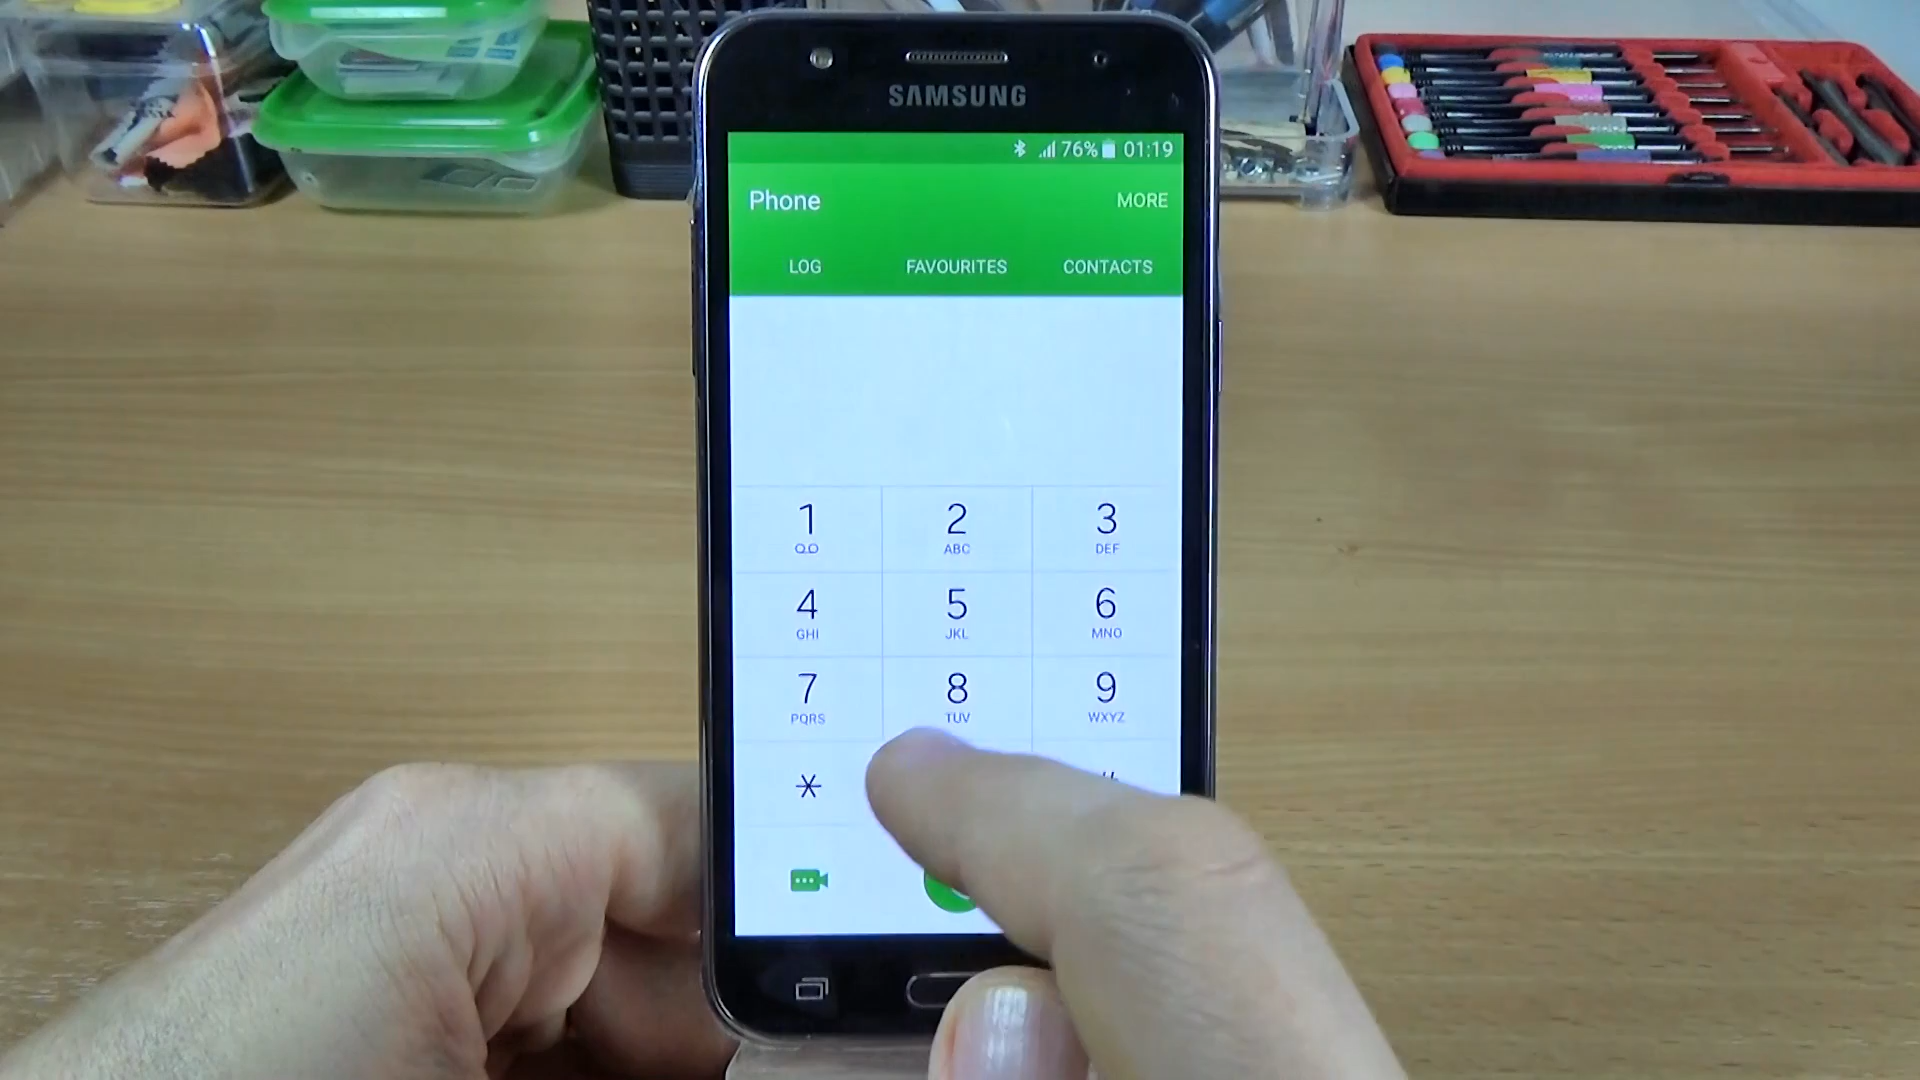 SAMSUNG
76% 01:19
Phone MORE
LOG FAVOURITES CONTACTS
1 2 3
ABC DEF
4 5 6
GHI JKL MNO
7 8 9
PQRS TUV WXYZ
*